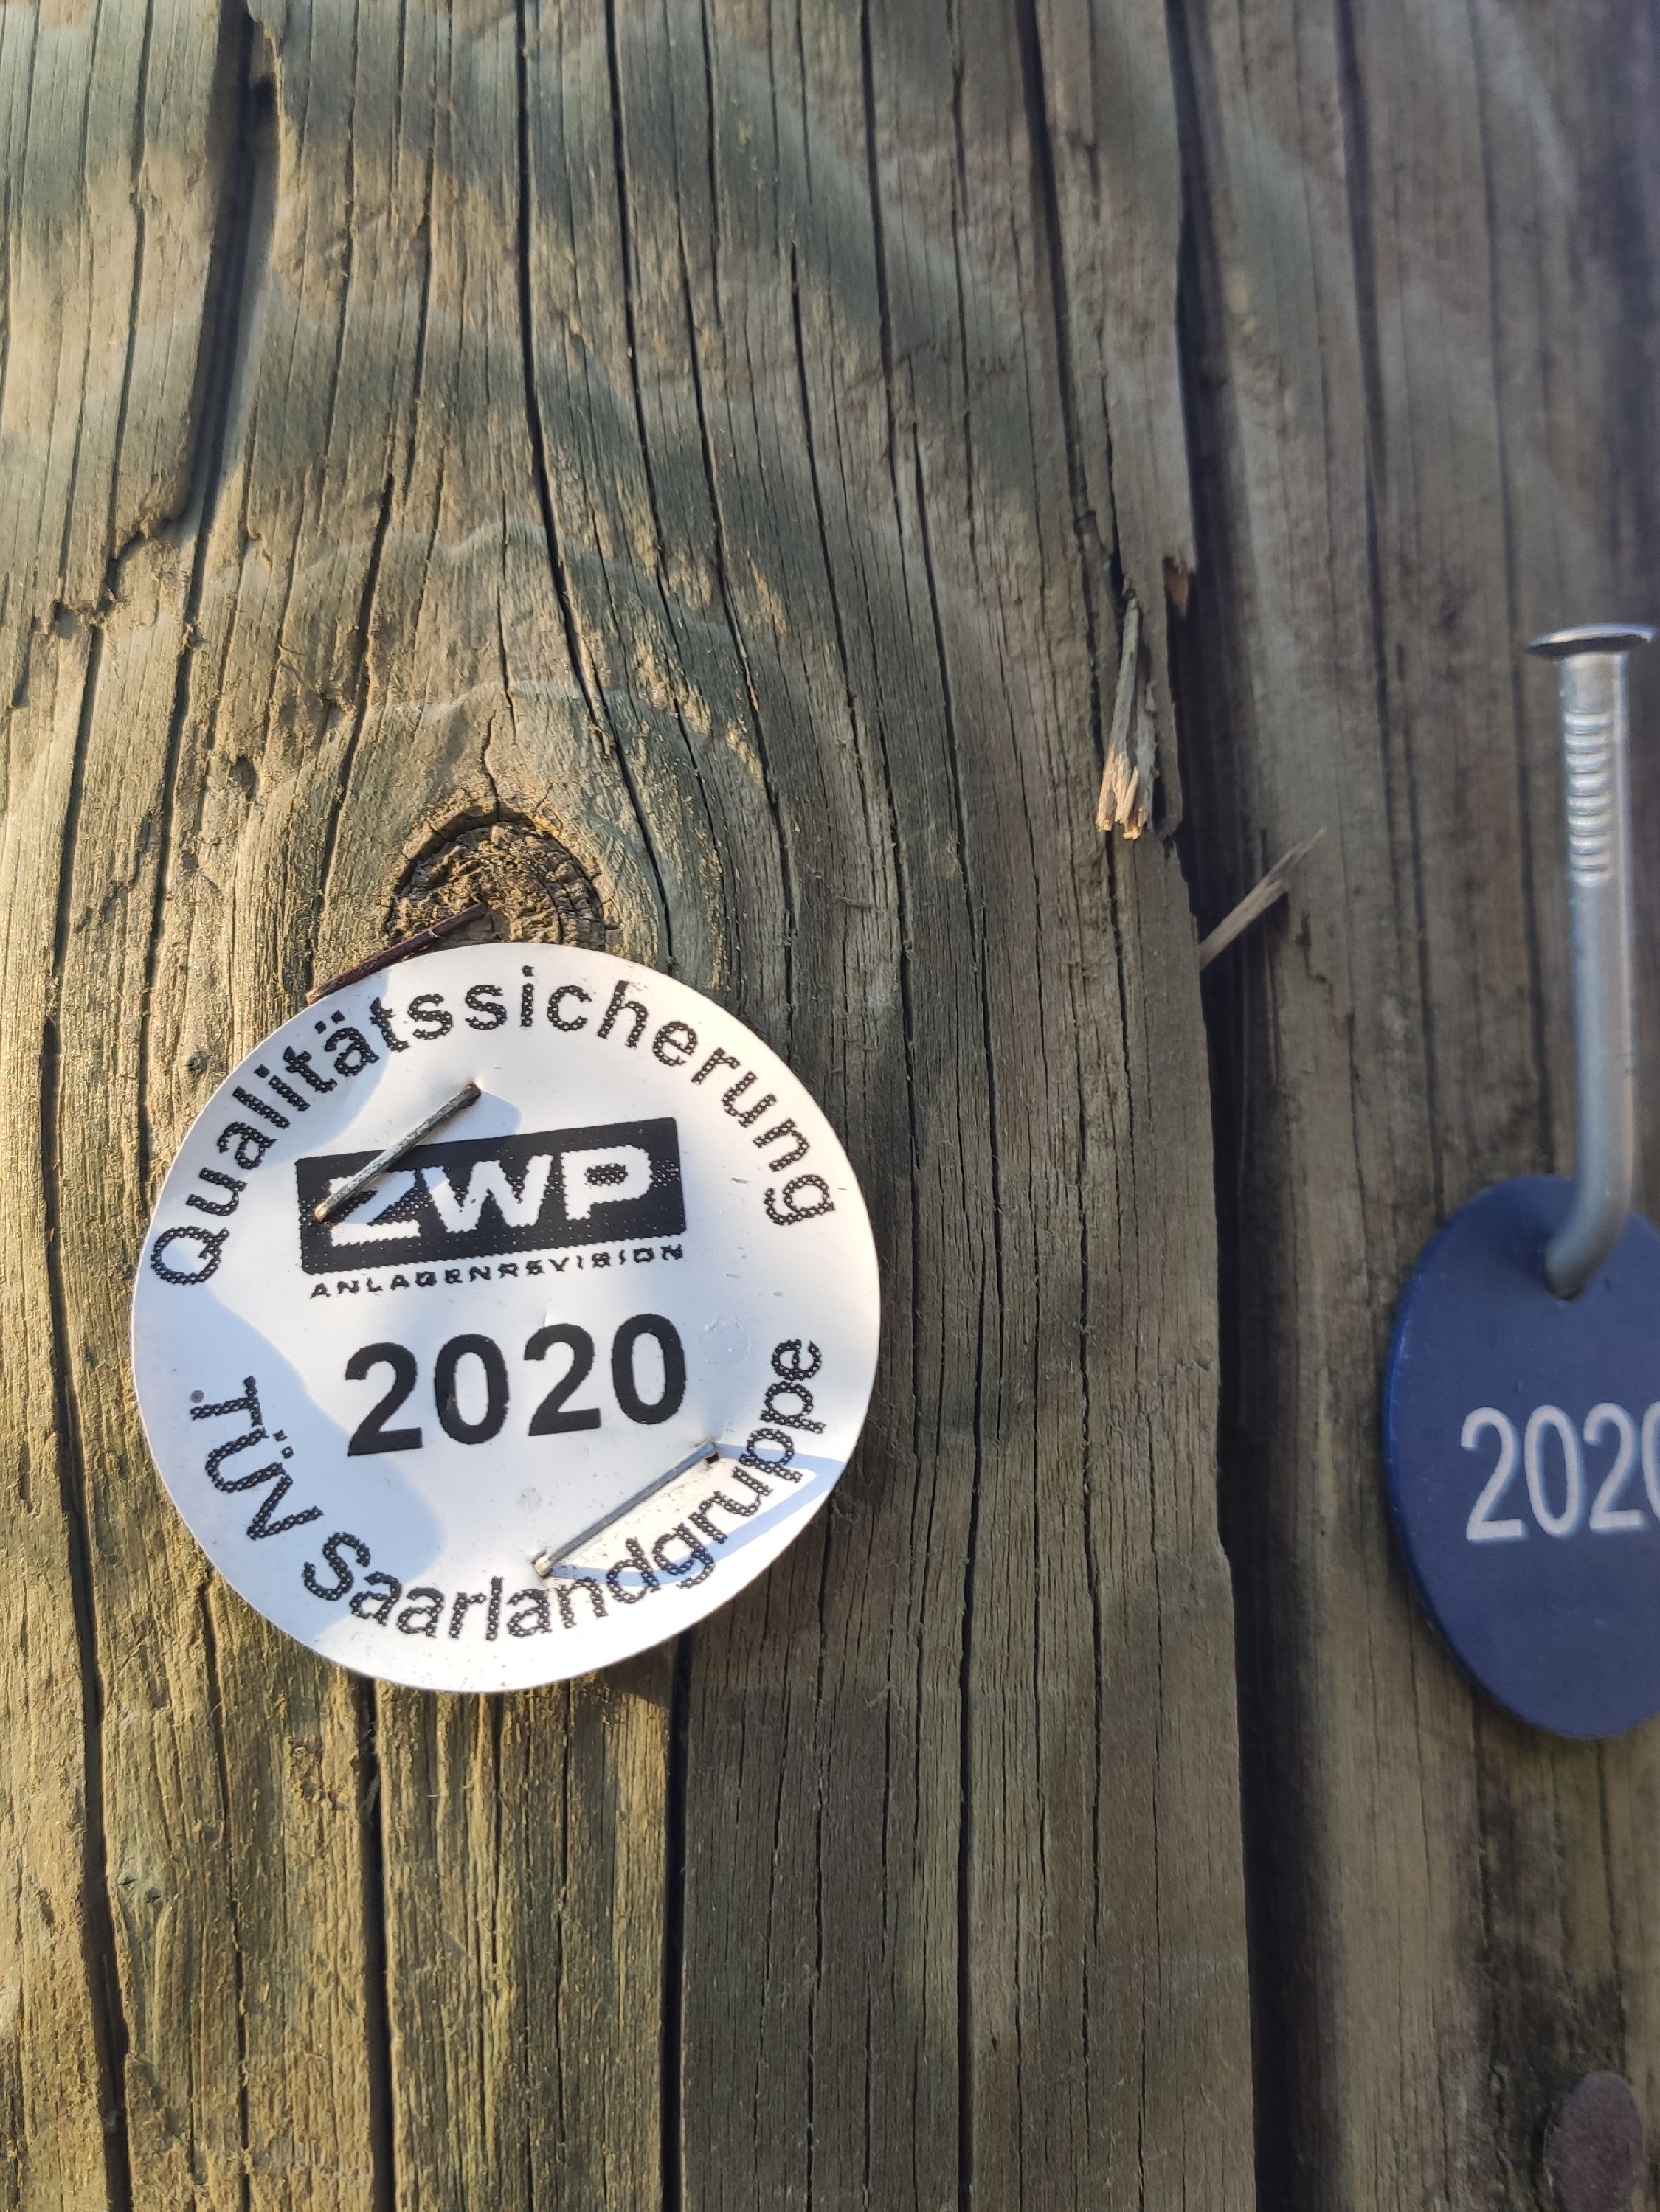 Qualitätssicherung
ZWP
ANLAGENREVISION
2020
TÜV Saarlandgruppe
2020